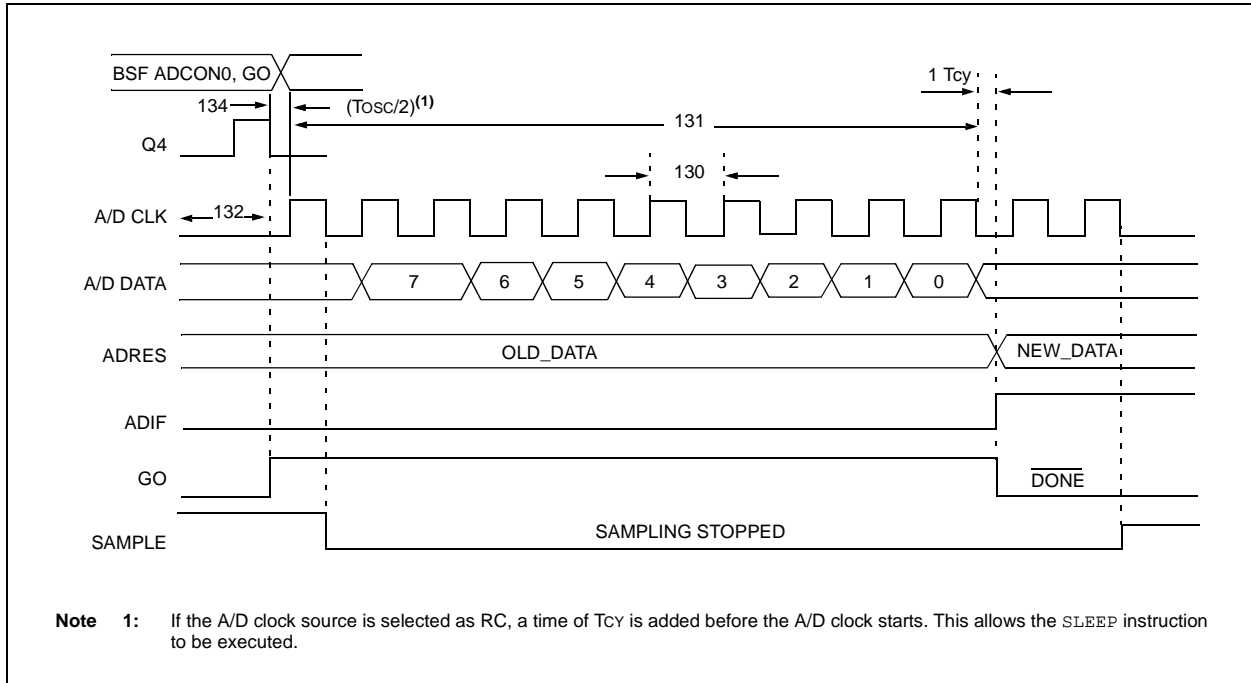 BSF ADCON0, GO
1 TCY
134
(TOSC/2)(1)
131
Q4
130
A/D CLK
132
A/D DATA
7 6 5 4 3 2 1 0
ADRES
OLD_DATA
NEW_DATA
ADIF
GO
DONE
SAMPLE
SAMPLING STOPPED
Note 1: If the A/D clock source is selected as RC, a time of TCY is added before the A/D clock starts. This allows the SLEEP instruction
to be executed.